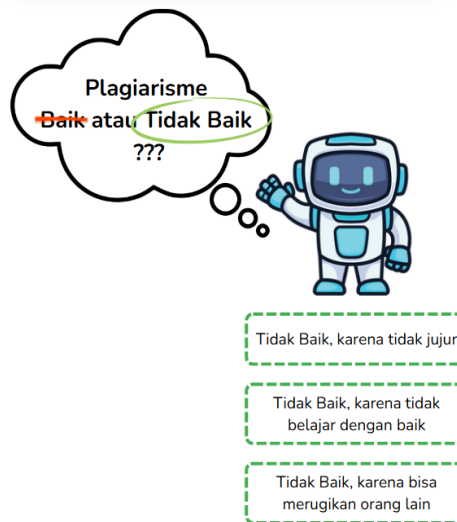 Plagiarisme
Baik atau Tidak Baik
???
Tidak Baik, karena tidak jujur
Tidak Baik, karena tidak
belajar dengan baik
Tidak Baik, karena bisa
merugikan orang lain